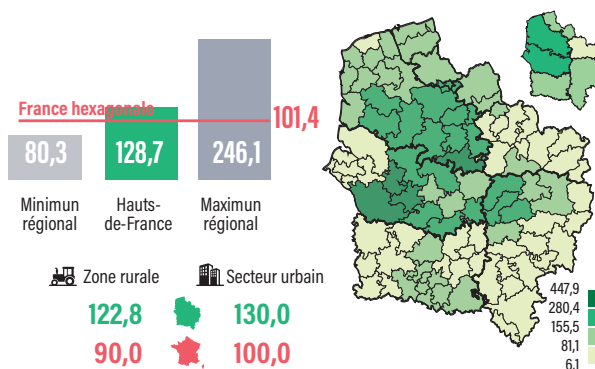 France hexagonale
101,4
80,3
128,7
246,1
Minimun
régional
Hauts-
de-France
Maximun
régional
Zone rurale
Secteur urbain
122,8
130,0
90,0
100,0
447,9
280,4
155,5
81,1
6,1